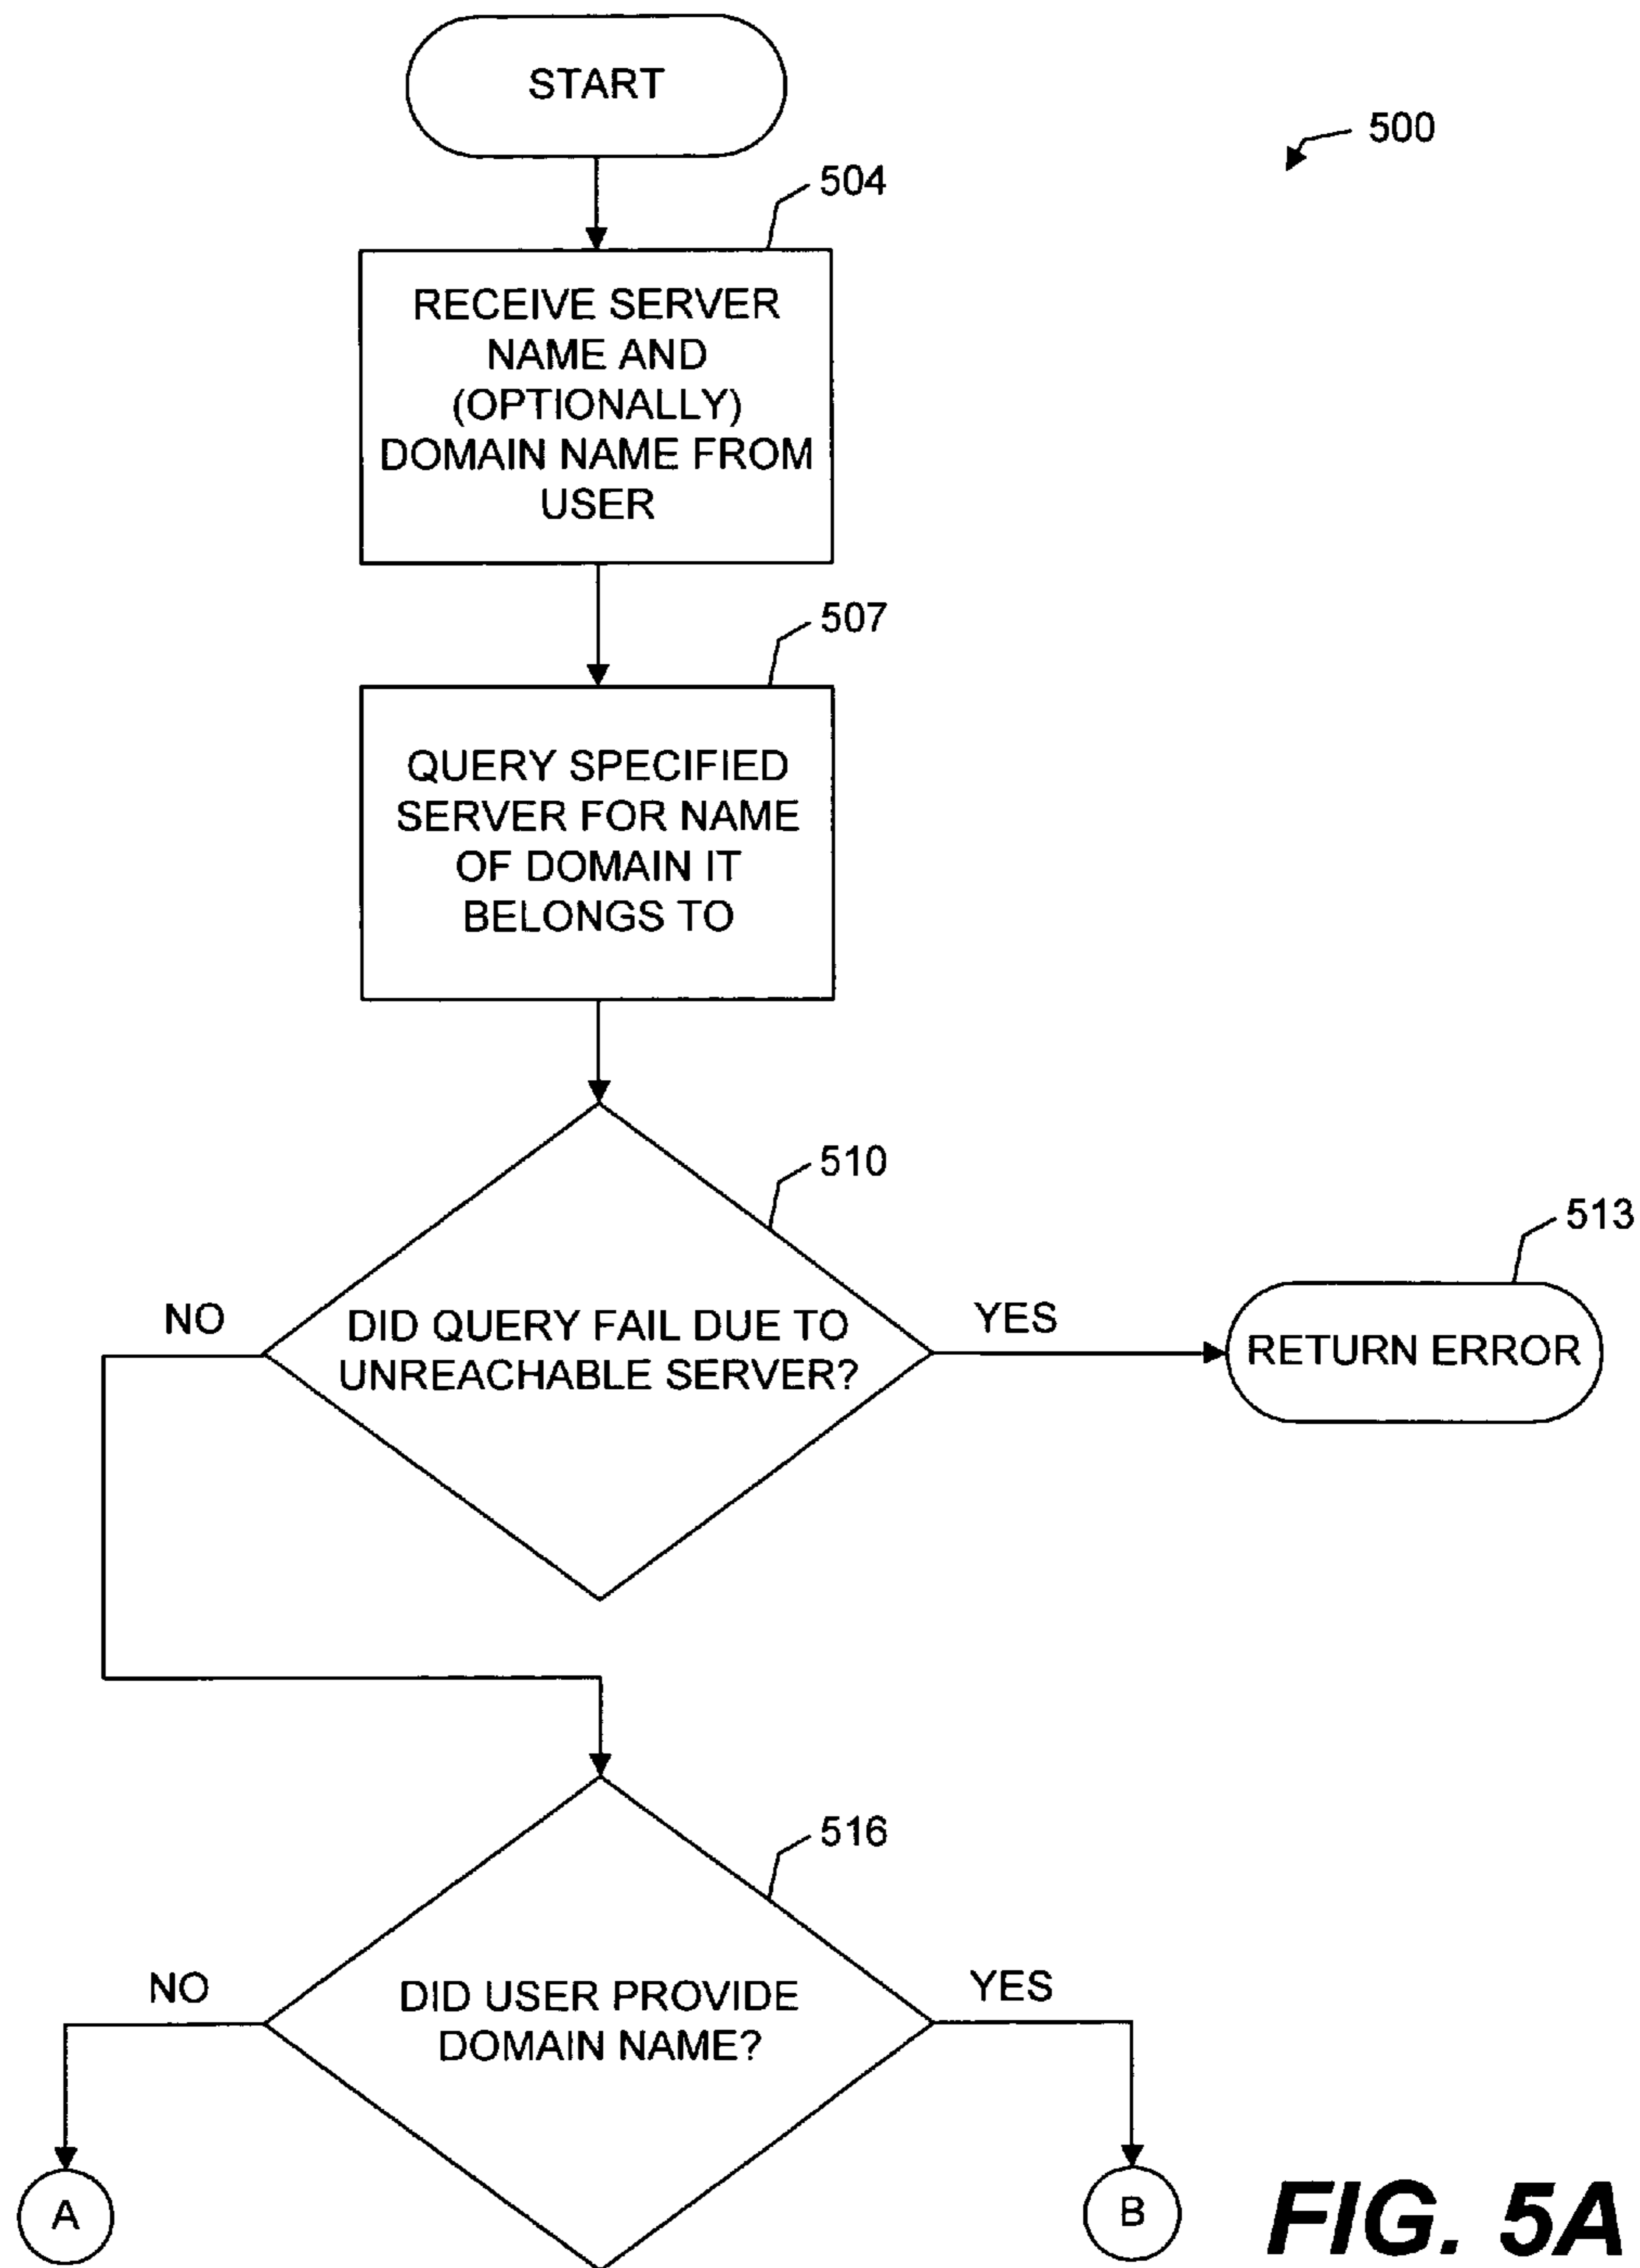 START
500
504
RECEIVE SERVER
NAME AND
(OPTIONALLY)
DOMAIN NAME FROM
USER
507
QUERY SPECIFIED
SERVER FOR NAME
OF DOMAIN IT
BELONGS TO
510
513
NO
DID QUERY FAIL DUE TO
UNREACHABLE SERVER?
YES
RETURN ERROR
516
NO
DID USER PROVIDE
DOMAIN NAME?
YES
A
B
FIG. 5A